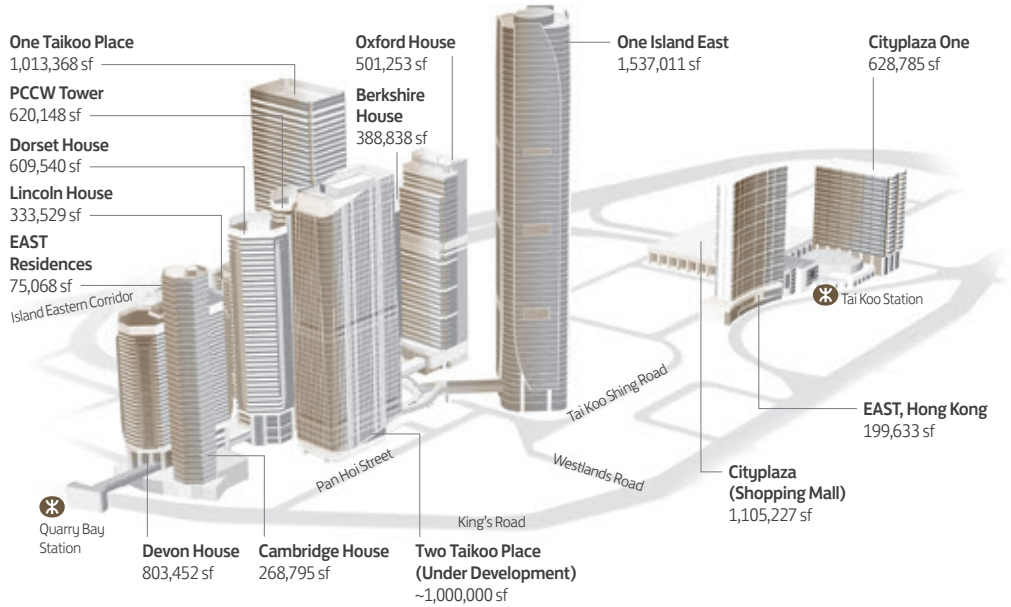 One Taikoo Place
1,013,368 sf
PCCW Tower
620,148 sf
Dorset House
609,540 sf
Lincoln House
333,529 sf
EAST
Residences
75,068 sf
Island Eastern Corridor
Oxford House
501,253 sf
Berkshire
House
388,838 sf
One Island East
1,537,011 sf
Cityplaza One
628,785 sf
Tai Koo Station
Tai Koo Shing Road
EAST, Hong Kong
199,633 sf
Westlands Road
Cityplaza
(Shopping Mall)
1,105,227 sf
Pan Hoi Street
King's Road
Quarry Bay
Station
Devon House
803,452 sf
Cambridge House
268,795 sf
Two Taikoo Place
(Under Development)
~1,000,000 sf